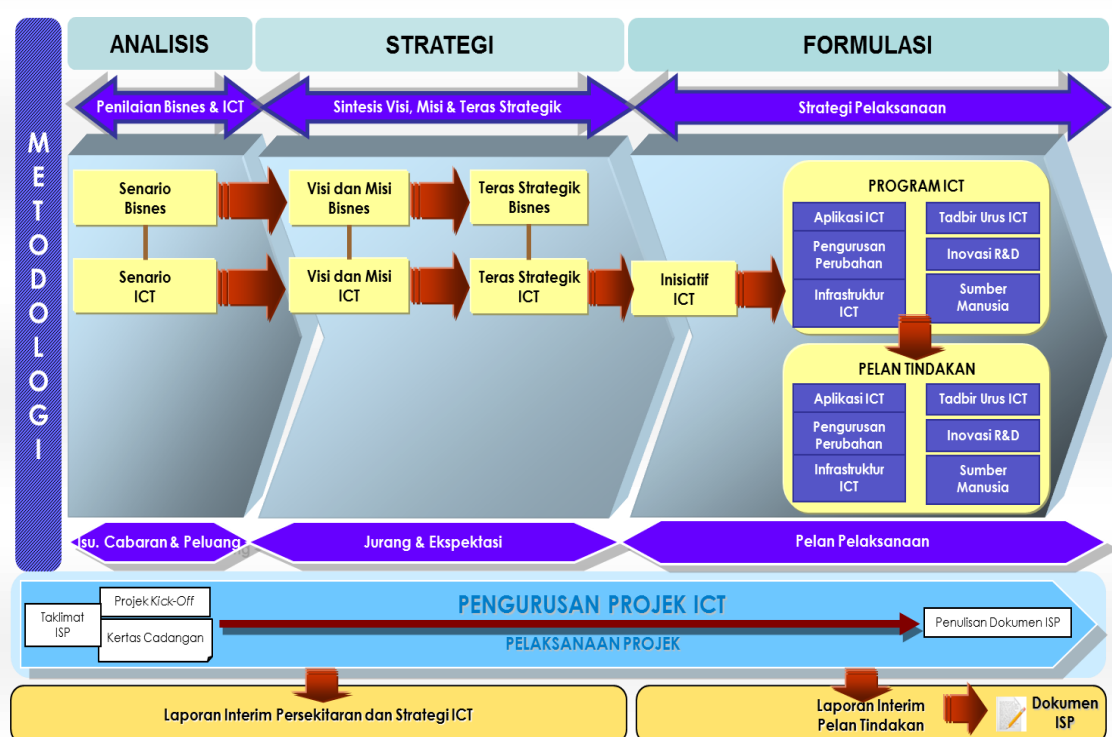 METODOLOGI
ANALISIS
STRATEGI
FORMULASI
Penilaian Bisnes & ICT
Sintesis Visi, Misi & Teras Strategik
Strategi Pelaksanaan
Senario
Bisnes
Visi dan Misi
Bisnes
Teras Strategik
Bisnes
Senario
ICT
Visi dan Misi
ICT
Teras Strategik
ICT
Inisiatif
ICT
PROGRAM ICT
Aplikasi ICT
Tadbir Urus ICT
Pengurusan
Perubahan
Inovasi R&D
Infrastruktur
ICT
Sumber
Manusia
PELAN TINDAKAN
Aplikasi ICT
Tadbir Urus ICT
Pengurusan
Perubahan
Inovasi R&D
Infrastruktur
ICT
Sumber
Manusia
Isu. Cabaran & Peluang
Jurang & Ekspektasi
Pelan Pelaksanaan
Taklimat
ISP
Projek Kick-Off
Kertas Cadangan
PENGURUSAN PROJEK ICT
PELAKSANAAN PROJEK
Penulisan Dokumen ISP
Laporan Interim Persekitaran dan Strategi ICT
Laporan Interim
Pelan Tindakan
Dokumen
ISP